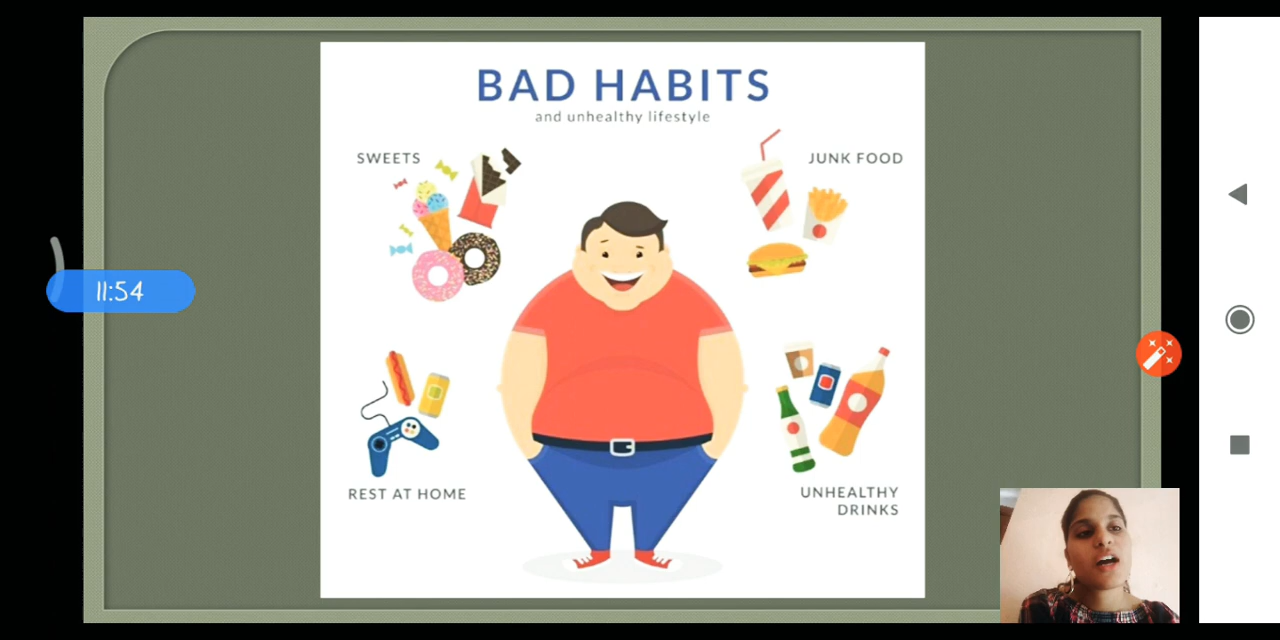 BAD HABITS
and unhealthy lifestyle
SWEETS
JUNK FOOD
11:54
REST AT HOME
UNHEALTHY
DRINKS